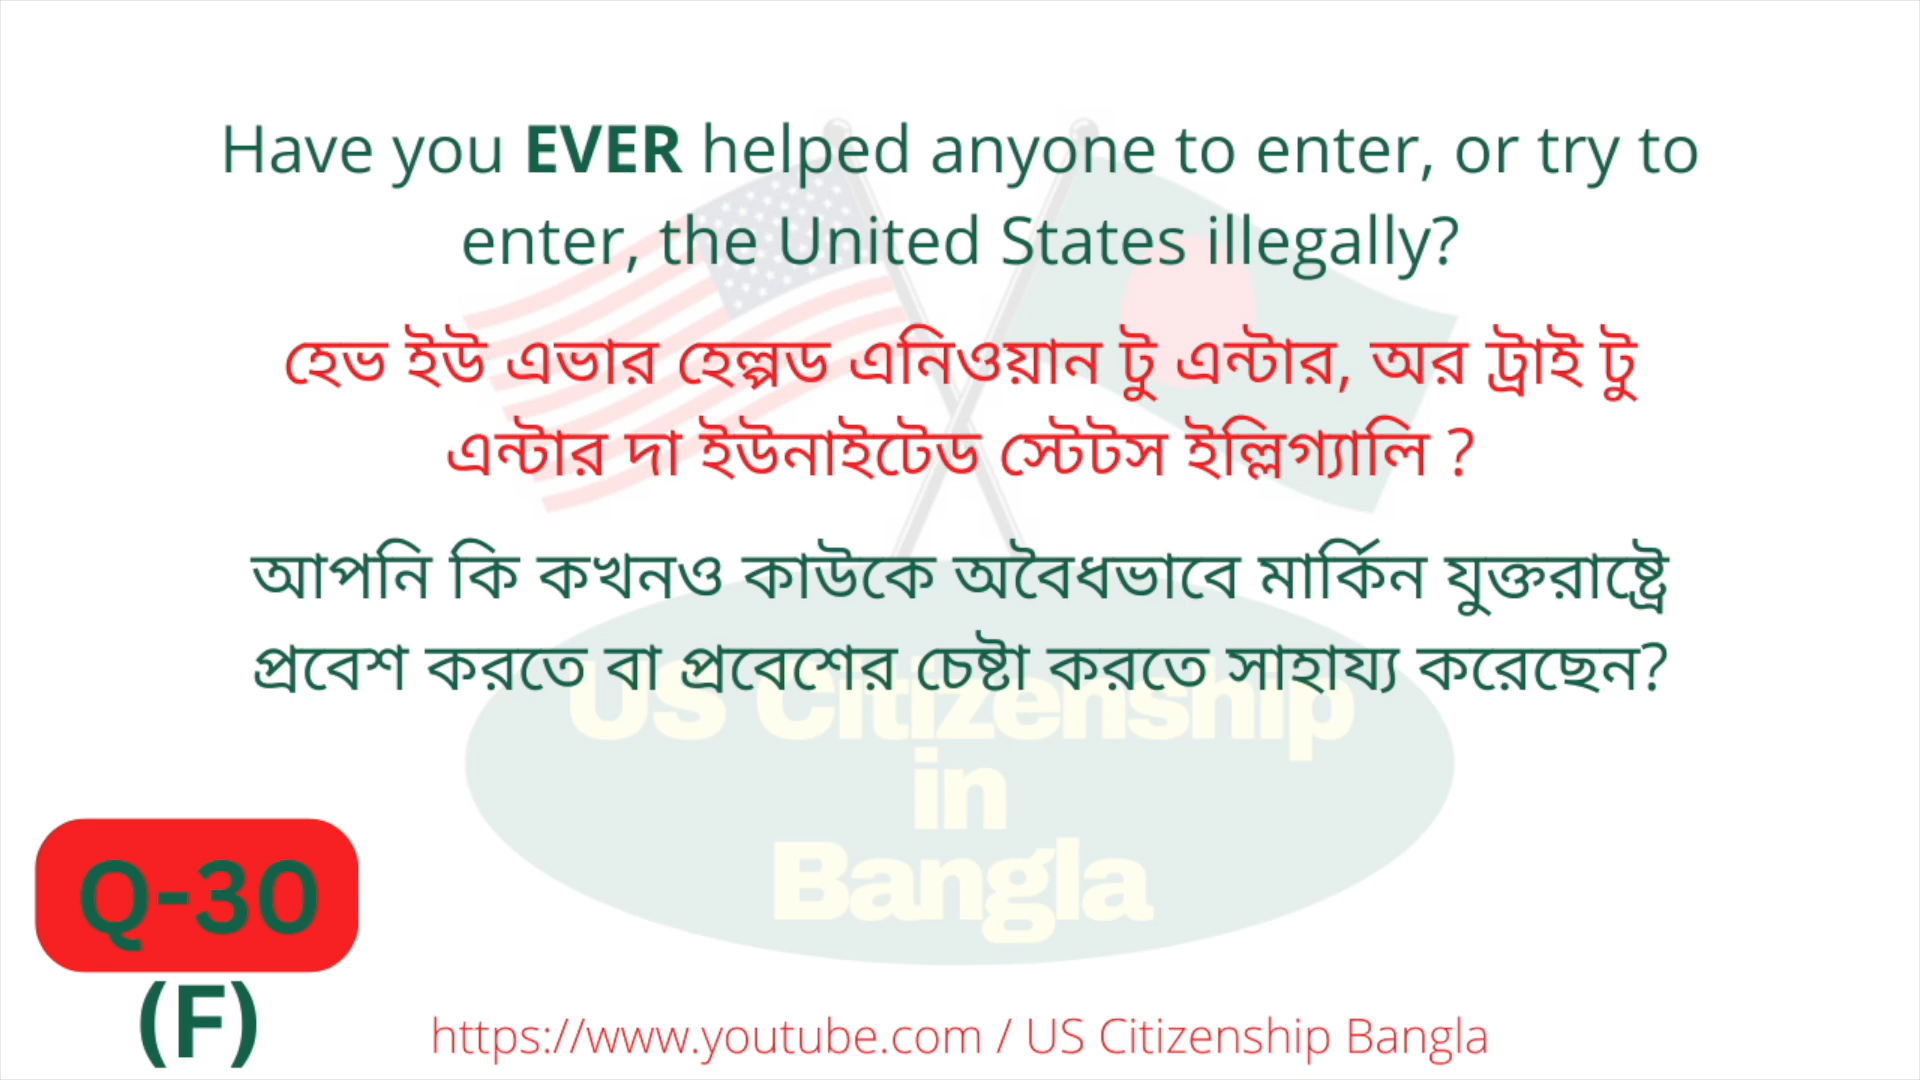 Have you EVER helped anyone to enter, or try to
enter, the United States illegally?
হেভ ইউ এভার হেল্পড এনিওয়ান টু এন্টার, অর ট্রাই টু
এন্টার দা ইউনাইটেড স্টেটস ইল্লিগ্যালি ?
আপনি কি কখনও কাউকে অবৈধভাবে মার্কিন যুক্তরাষ্ট্রে
প্রবেশ করতে বা প্রবেশের চেষ্টা করতে সাহায্য করেছেন?
US Citizenship
in
Bangla
Q-30
(F)
https://www.youtube.com / US Citizenship Bangla